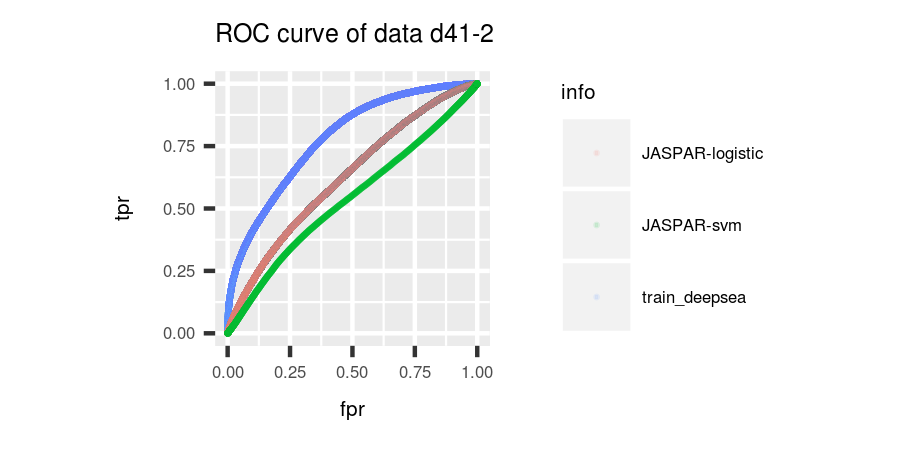 ROC curve of data d41-2
1.00
0.75
0.50
0.25
0.00
tpr
0.00 0.25 0.50 0.75 1.00
fpr
info
JASPAR-logistic
JASPAR-svm
train_deepsea